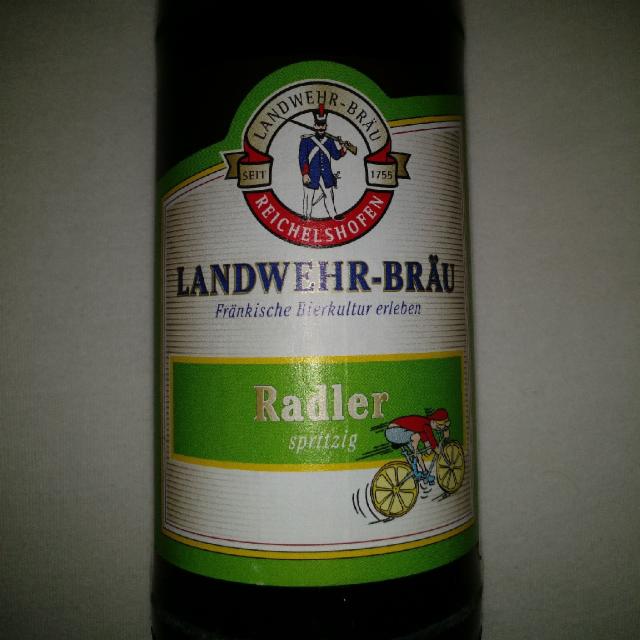 LANDWEHR-BRÄU
SEIT 1755
REICHELSHOFEN
LANDWEHR-BRÄU
Fränkische Bierkultur erleben
Radler
spritzig